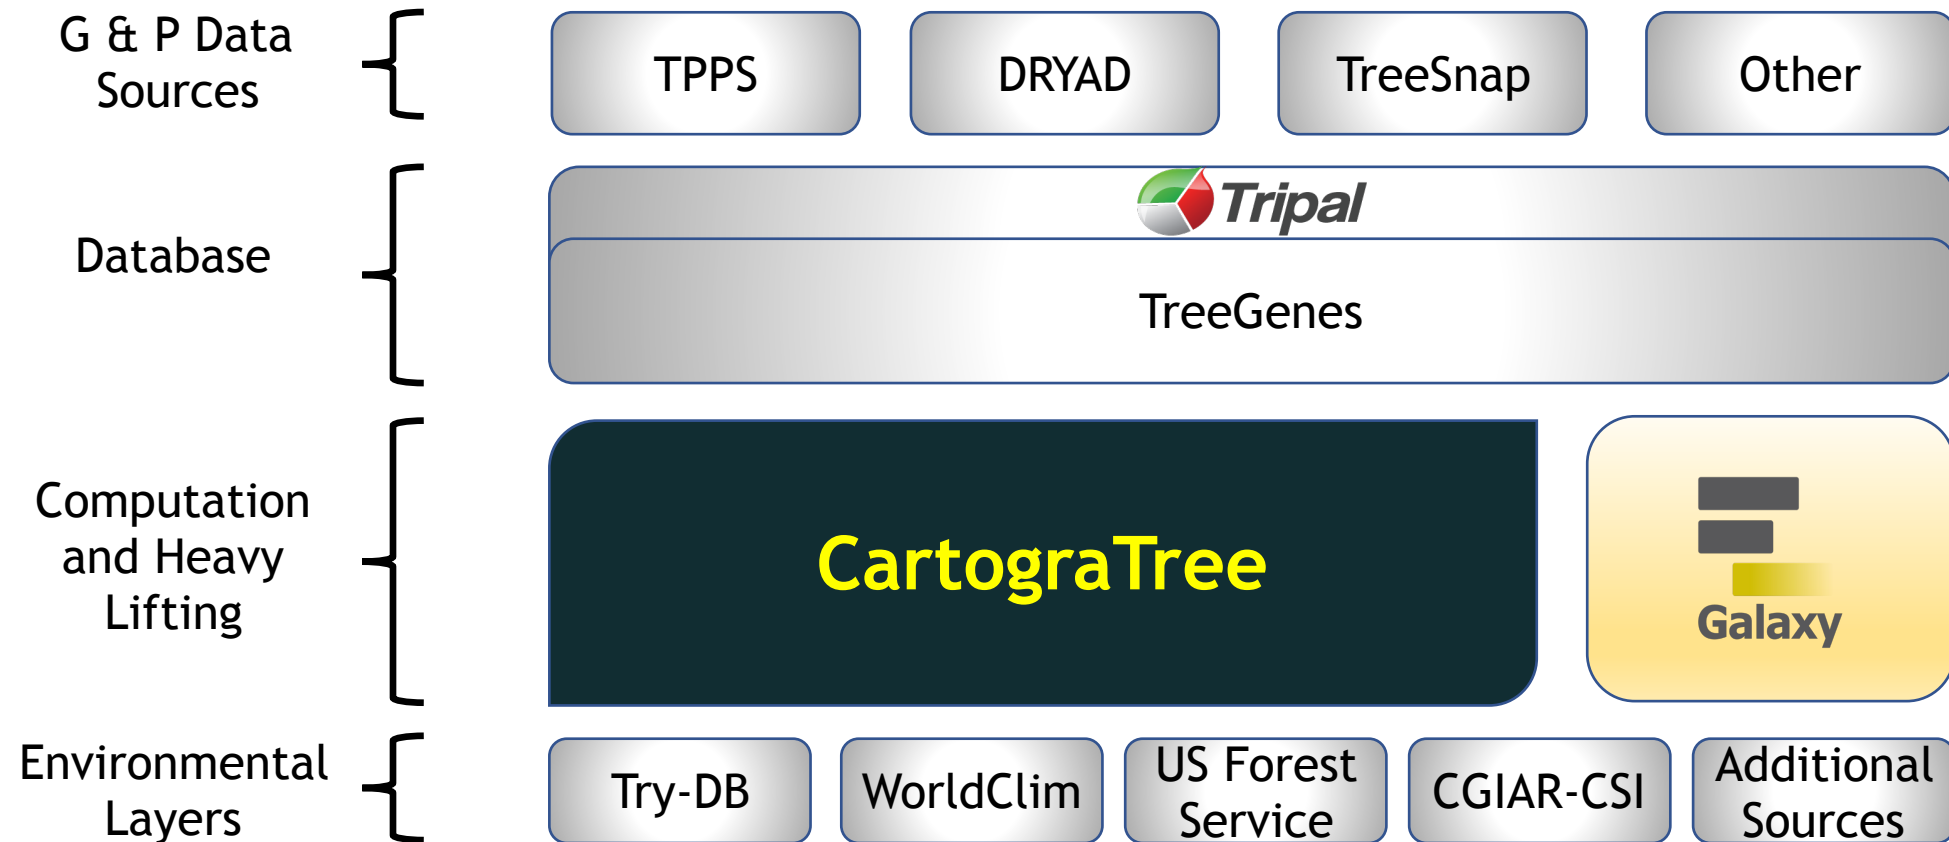 G & P Data
Sources
TPPS
DRYAD
TreeSnap
Other
Database
Tripal
TreeGenes
Computation
and Heavy
Lifting
CartograTree
Galaxy
Environmental
Layers
Try-DB
WorldClim
US Forest
Service
CGIAR-CSI
Additional
Sources